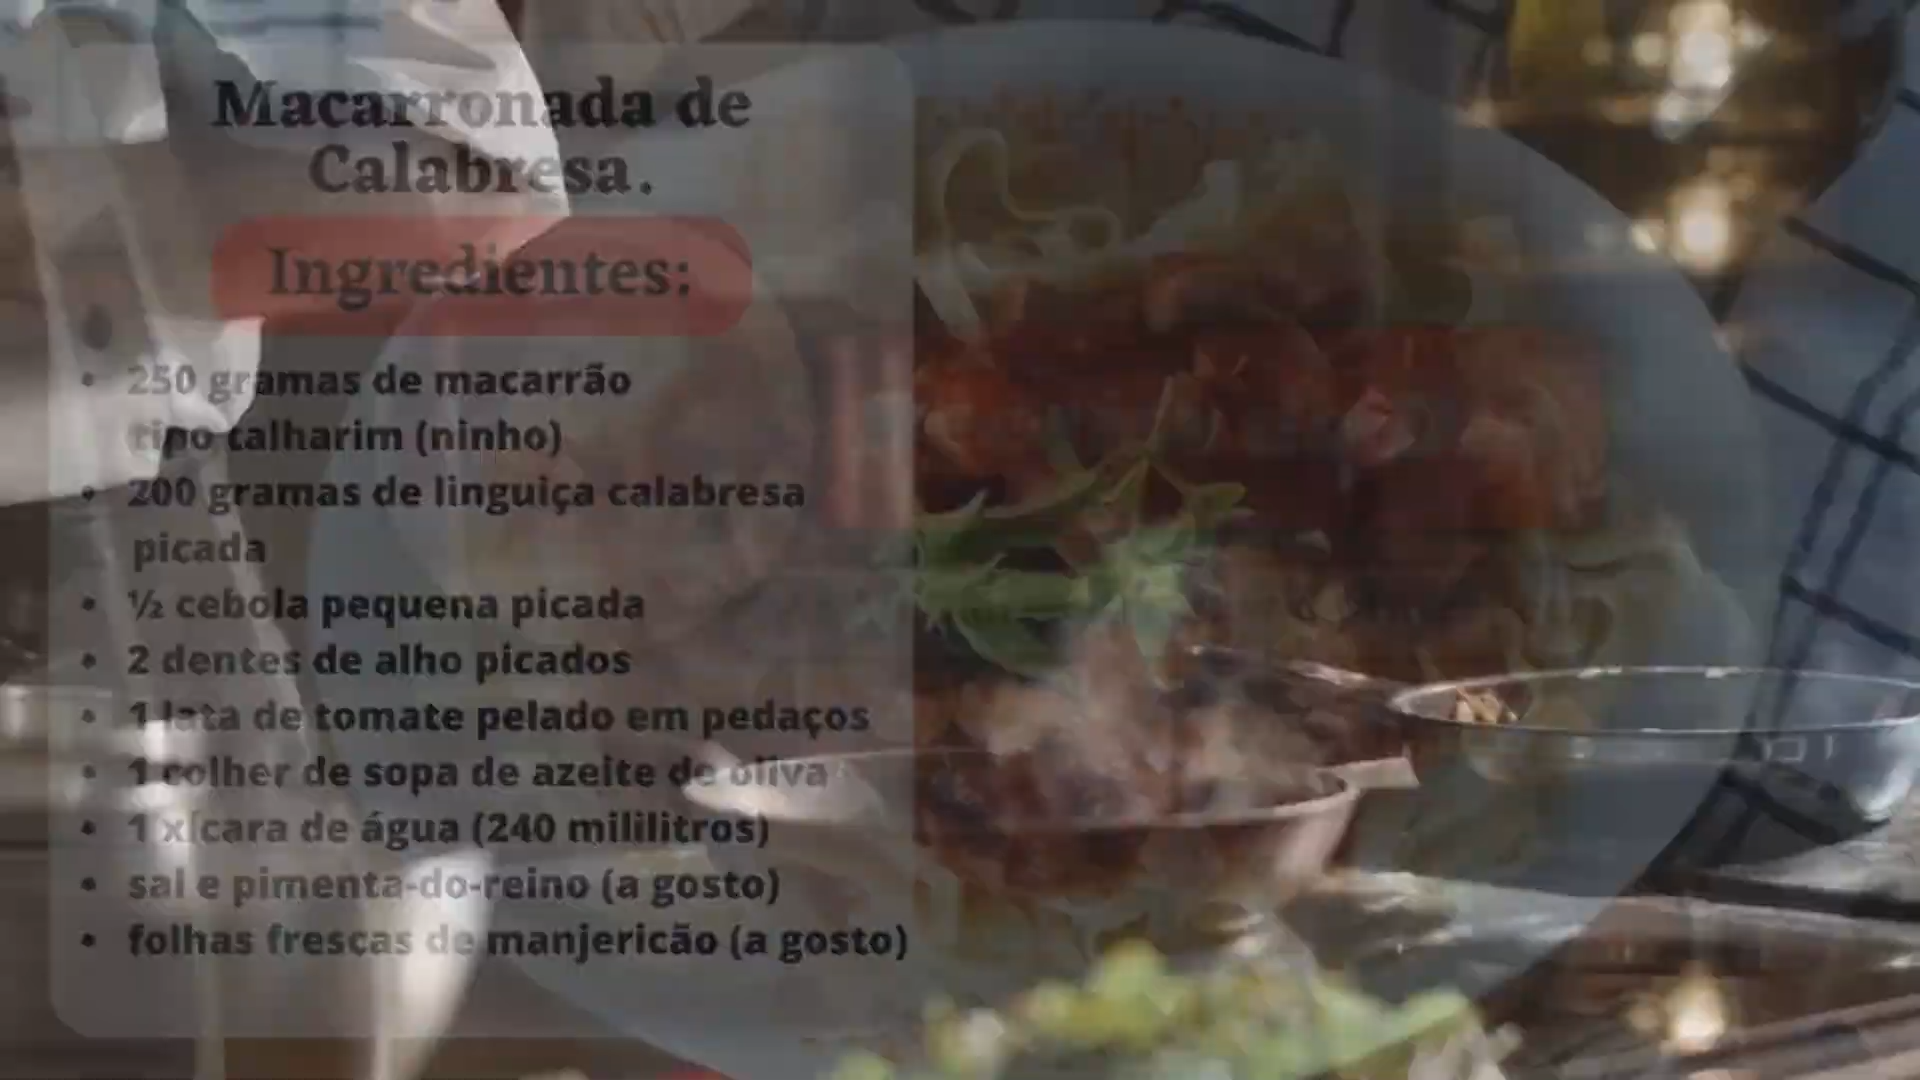 Macarronada de
Calabresa.
Ingredientes:
• 250 gramas de macarrão
tipo talharim (ninho)
• 200 gramas de linguiça calabresa
picada
• ½ cebola pequena picada
• 2 dentes de alho picados
• 1 lata de tomate pelado em pedaços
• 1 colher de sopa de azeite de oliva
• 1 xícara de água (240 mililitros)
• sal e pimenta-do-reino (a gosto)
• folhas frescas de manjericão (a gosto)